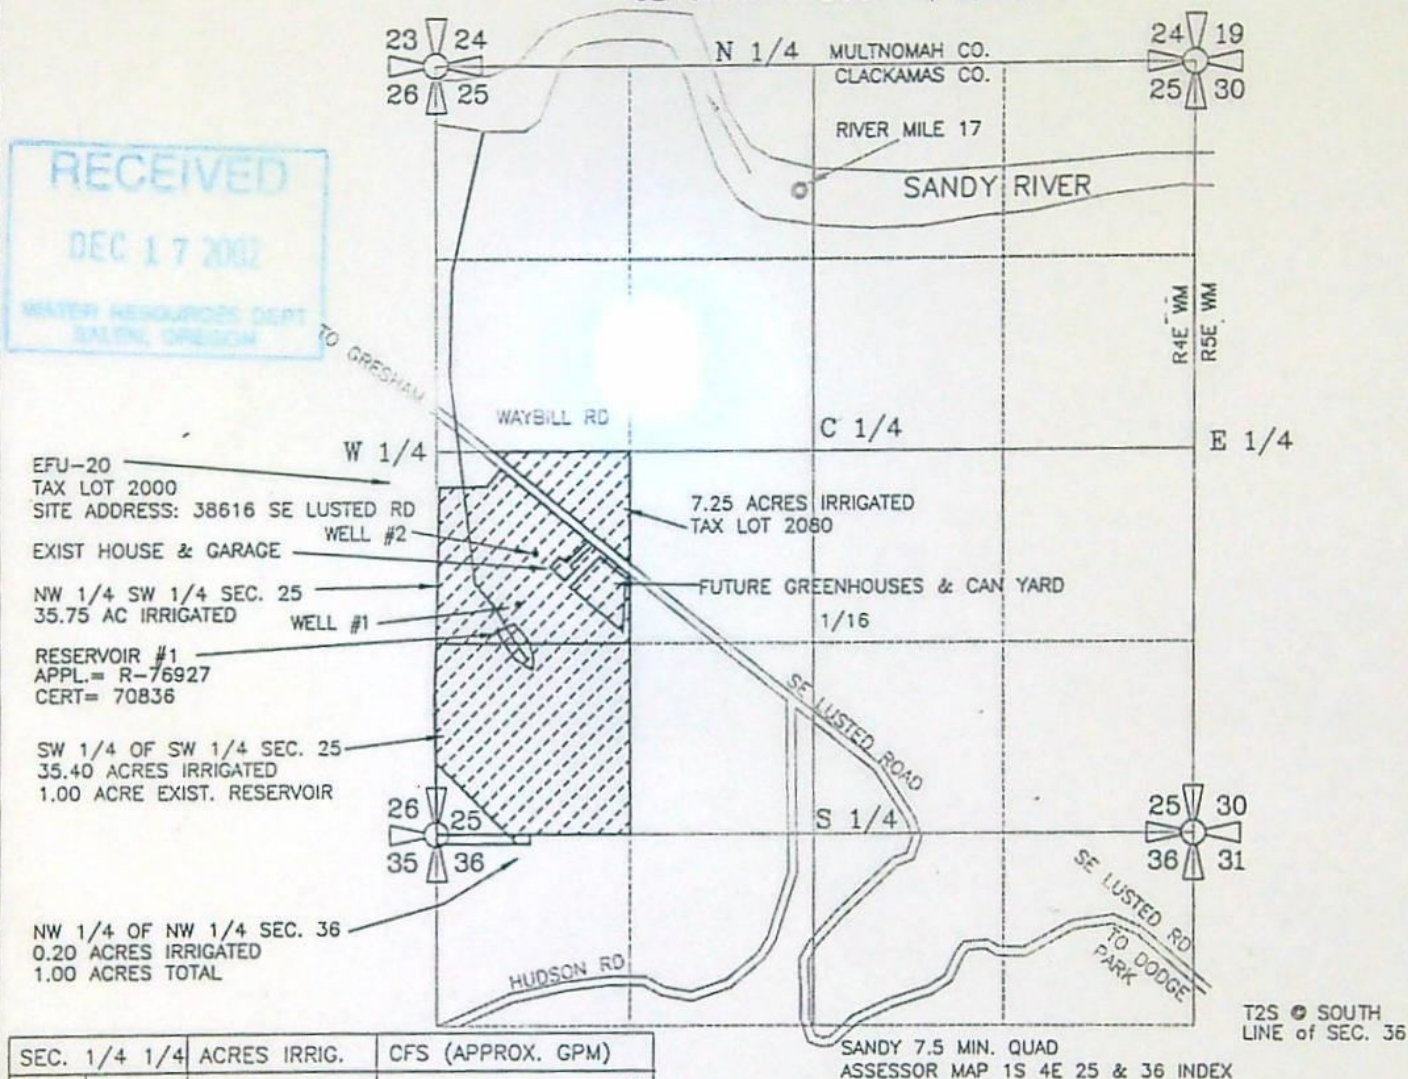 23 24
26 25
N 1/4
MULTNOMAH CO.
CLACKAMAS CO.
24 19
25 30
RIVER MILE 17
SANDY RIVER
RECEIVED
DEC 17 2002
WATER RESOURCES DEPT
SALEM, OREGON
TO GRESHAM
R4E WM
R5E WM
WAYBILL RD
W 1/4
C 1/4
E 1/4
EFU-20
TAX LOT 2000
SITE ADDRESS: 38616 SE LUSTED RD
WELL #2
EXIST HOUSE & GARAGE
7.25 ACRES IRRIGATED
TAX LOT 2080
NW 1/4 SW 1/4 SEC. 25
35.75 AC IRRIGATED
WELL #1
FUTURE GREENHOUSES & CAN YARD
1/16
RESERVOIR #1
APPL.= R-76927
CERT= 70836
SE LUSTED ROAD
SW 1/4 OF SW 1/4 SEC. 25
35.40 ACRES IRRIGATED
1.00 ACRE EXIST. RESERVOIR
26 25
35 36
S 1/4
25 30
36 31
SE LUSTED RD
TO DODGE
PARK
NW 1/4 OF NW 1/4 SEC. 36
0.20 ACRES IRRIGATED
1.00 ACRES TOTAL
HUDSON RD
T2S @ SOUTH
LINE of SEC. 36
SEC. 1/4 1/4 ACRES IRRIG. CFS (APPROX. GPM)
SANDY 7.5 MIN. QUAD
ASSESSOR MAP 1S 4E 25 & 36 INDEX